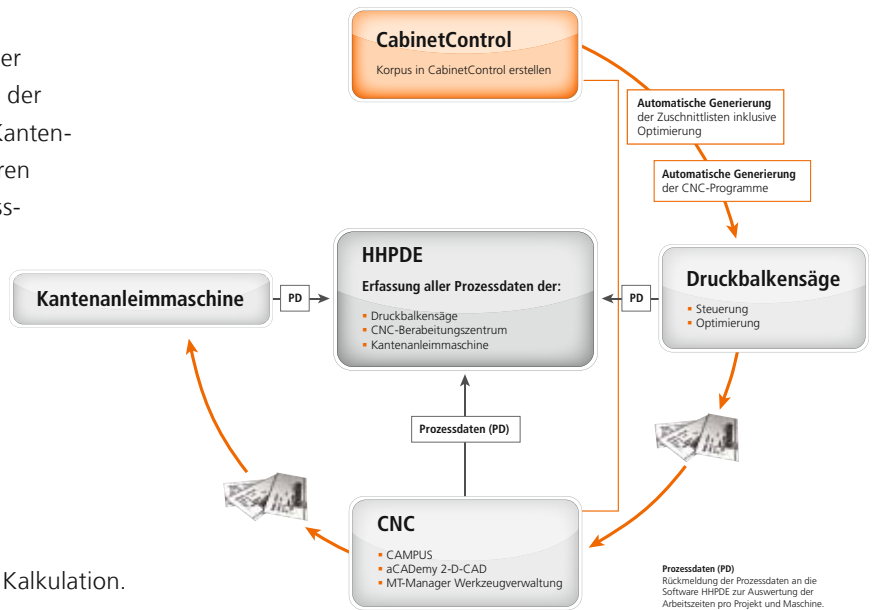 er
der
Kanten-
ren
ss-
Kalkulation.
CabinetControl
Korpus in CabinetControl erstellen
Automatische Generierung
der Zuschnittlisten inklusive
Optimierung
Automatische Generierung
der CNC-Programme
HHPDE
Erfassung aller Prozessdaten der:
▪ Druckbalkensäge
▪ CNC-Berabeitungszentrum
▪ Kantenanleimmaschine
Kantenanleimmaschine
PD
PD
Druckbalkensäge
▪ Steuerung
▪ Optimierung
Prozessdaten (PD)
CNC
▪ CAMPUS
▪ aCADemy 2-D-CAD
▪ MT-Manager Werkzeugverwaltung
Prozessdaten (PD)
Rückmeldung der Prozessdaten an die
Software HHPDE zur Auswertung der
Arbeitszeiten pro Projekt und Maschine.